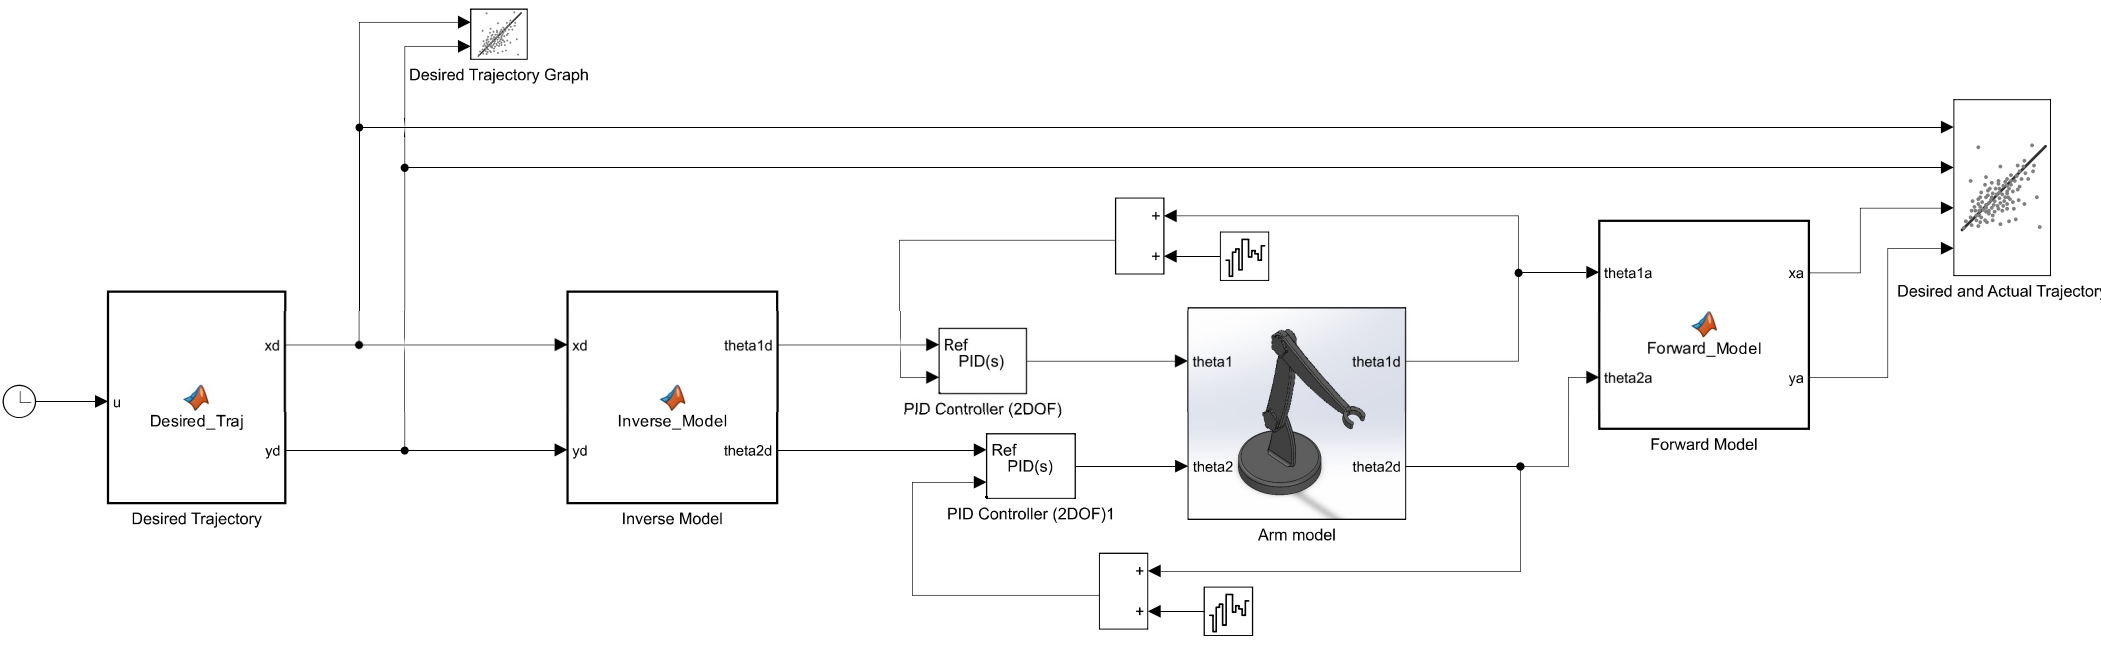 Desired Trajectory Graph
u
Desired_Traj
xd
yd
Desired Trajectory
xd
yd
Inverse_Model
theta1d
theta2d
Inverse Model
+
+
Ref
PID(s)
PID Controller (2DOF)
Ref
PID(s)
PID Controller (2DOF)1
theta1
theta2
theta1d
theta2d
Arm model
+
+
theta1a
theta2a
Forward_Model
xa
ya
Forward Model
Desired and Actual Trajectory